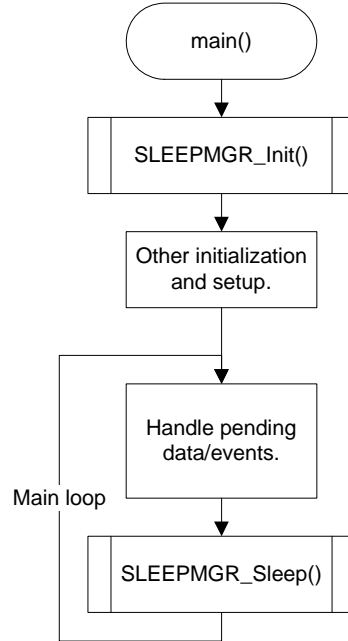 main()
SLEEPMGR_Init()
Other initialization
and setup.
Handle pending
data/events.
Main loop
SLEEPMGR_Sleep()